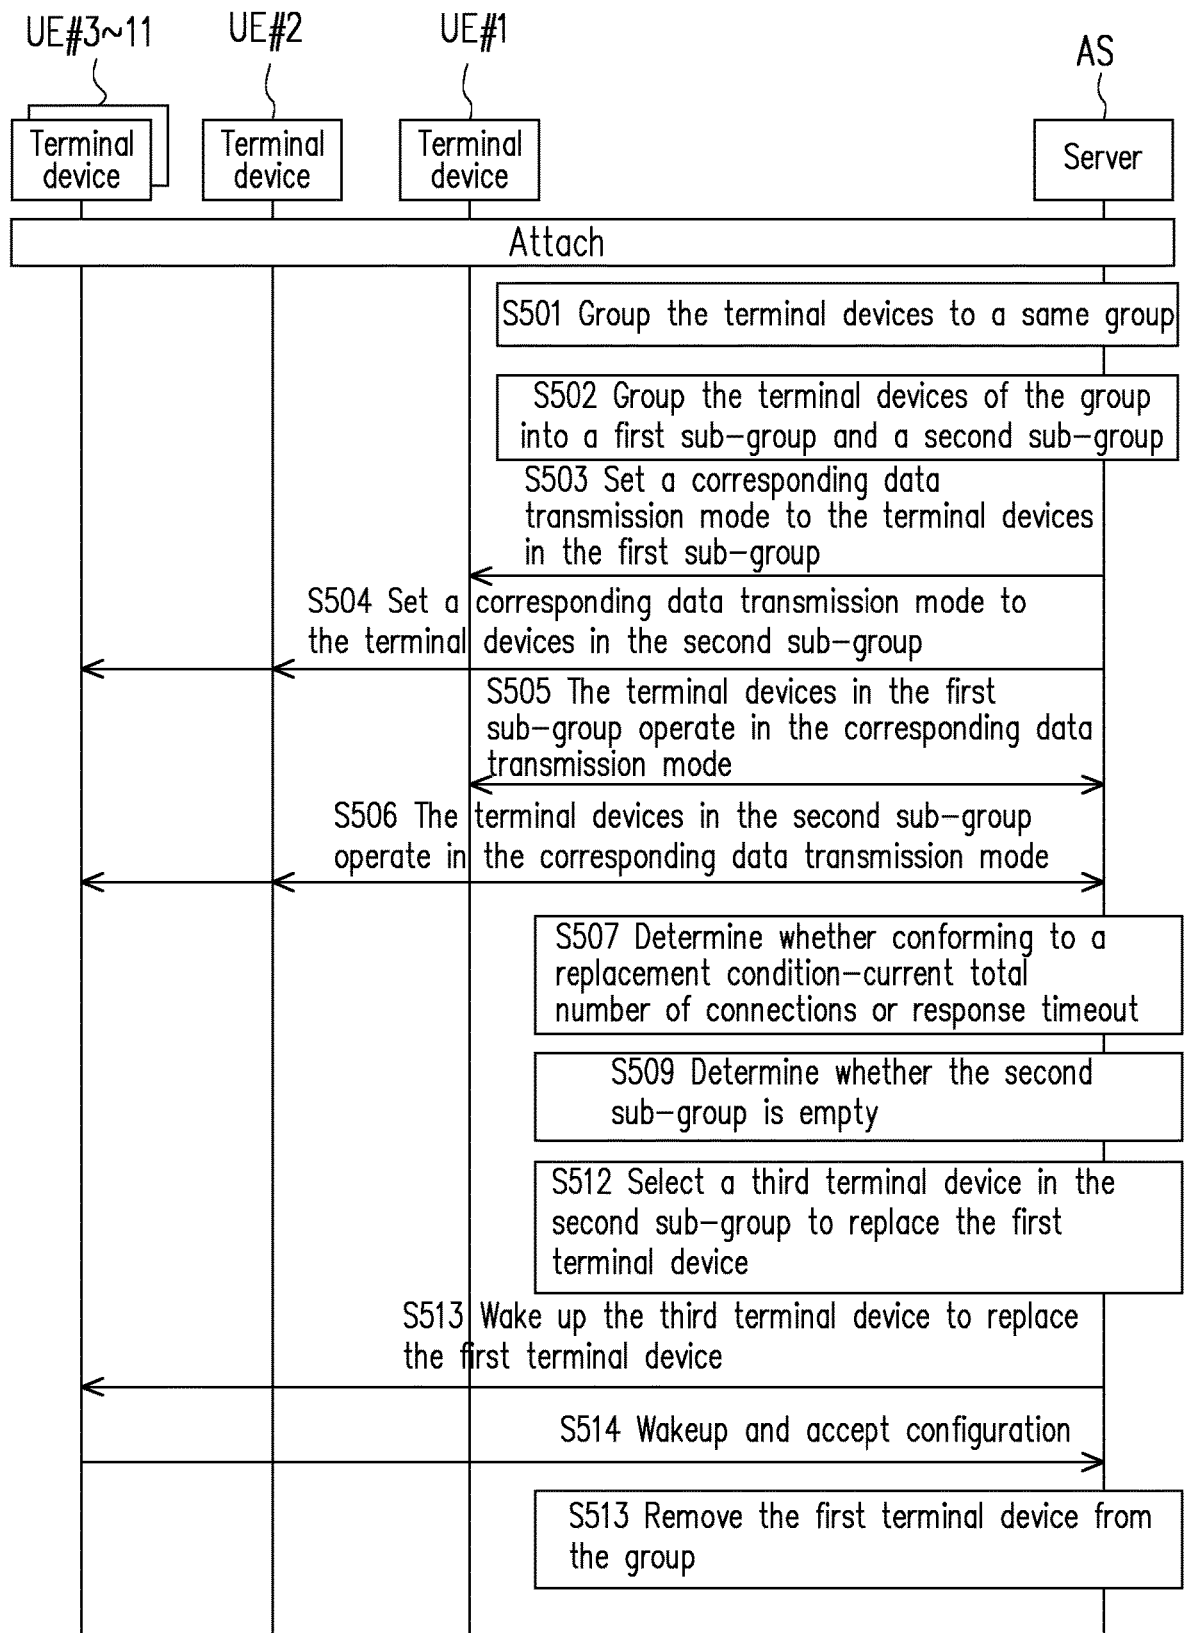 UE#3~11
UE#2
UE#1
AS
Terminal
device
Terminal
device
Terminal
device
Server
Attach
S501 Group the terminal devices to a same group
S502 Group the terminal devices of the group
into a first sub-group and a second sub-group
S503 Set a corresponding data
transmission mode to the terminal devices
in the first sub-group
S504 Set a corresponding data transmission mode to
the terminal devices in the second sub-group
S505 The terminal devices in the first
sub-group operate in the corresponding data
transmission mode
S506 The terminal devices in the second sub-group
operate in the corresponding data transmission mode
S507 Determine whether conforming to a
replacement condition-current total
number of connections or response timeout
S509 Determine whether the second
sub-group is empty
S512 Select a third terminal device in the
second sub-group to replace the first
terminal device
S513 Wake up the third terminal device to replace
the first terminal device
S514 Wakeup and accept configuration
S513 Remove the first terminal device from
the group